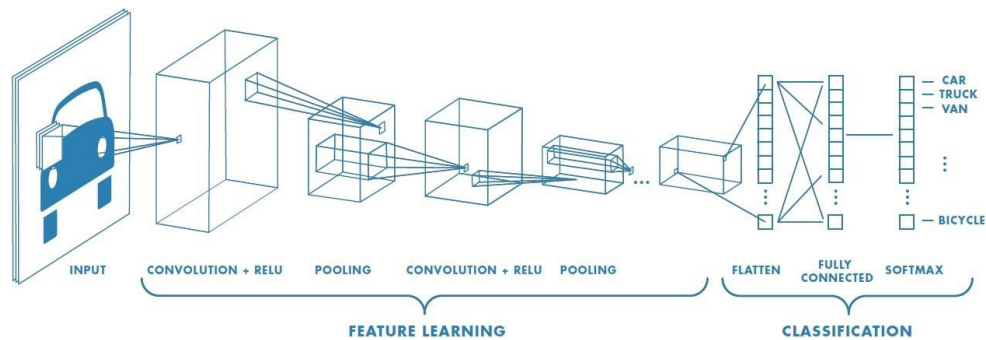 CAR
TRUCK
VAN
BICYCLE
INPUT
CONVOLUTION + RELU
POOLING
CONVOLUTION + RELU
POOLING
FLATTEN
FULLY
CONNECTED
SOFTMAX
FEATURE LEARNING
CLASSIFICATION